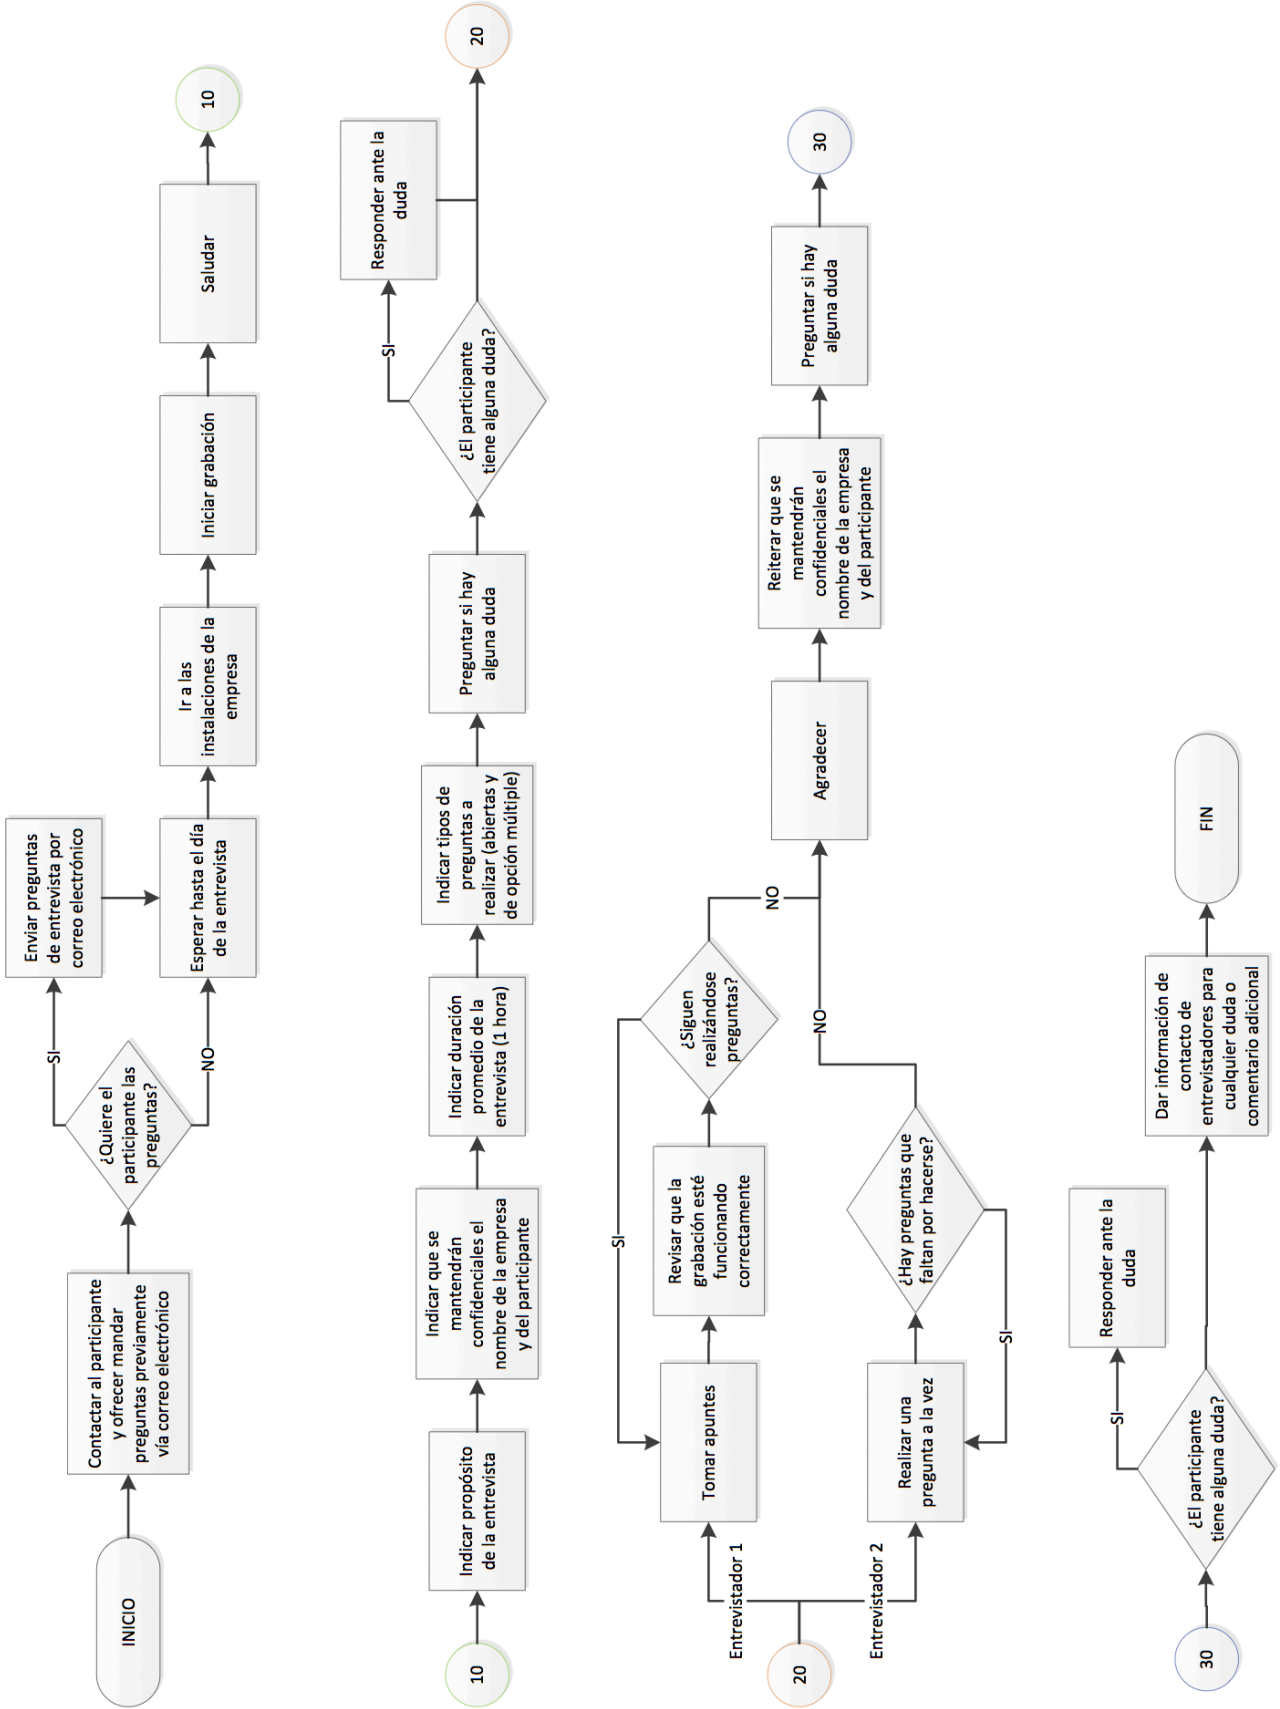 INICIO
Contactar al participante
y ofrecer mandar
preguntas previamente
vía correo electrónico
¿Quiere el
participante las
preguntas?
SI
NO
Enviar preguntas
de entrevista por
correo electrónico
Esperar hasta el día
de la entrevista
Ir a las
instalaciones de la
empresa
Iniciar grabación
Saludar
10
10
Indicar propósito
de la entrevista
Indicar que se
mantendrán
confidenciales el
nombre de la empresa
y del participante
Indicar duración
promedio de la
entrevista (1 hora)
Indicar tipos de
preguntas a
realizar (abiertas y
de opción múltiple)
Preguntar si hay
alguna duda
¿El participante
tiene alguna duda?
SI
Responder ante la
duda
20
20
Entrevistador 1
Entrevistador 2
Tomar apuntes
Revisar que la
grabación esté
funcionando
correctamente
¿Siguen
realizándose
preguntas?
SI
NO
Realizar una
pregunta a la vez
¿Hay preguntas que
faltan por hacerse?
SI
NO
Agradecer
Reiterar que se
mantendrán
confidenciales el
nombre de la empresa
y del participante
Preguntar si hay
alguna duda
30
30
¿El participante
tiene alguna duda?
SI
Responder ante la
duda
Dar información de
contacto de
entrevistadores para
cualquier duda o
comentario adicional
FIN